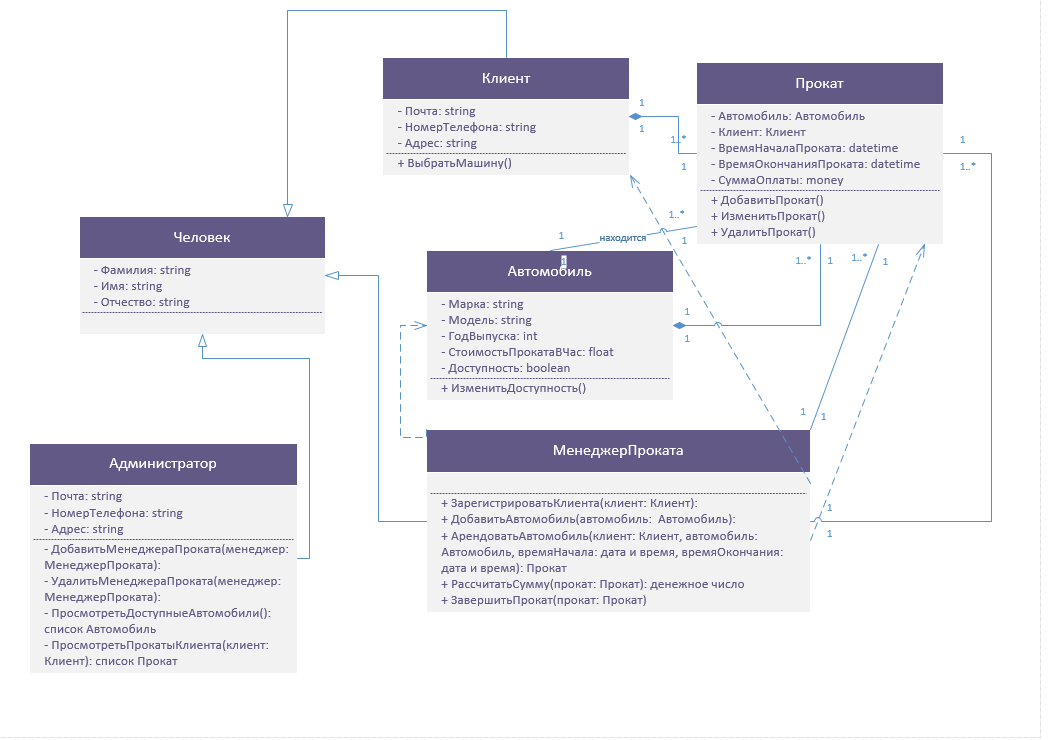 Клиент
- Почта: string
- НомерТелефона: string
- Адрес: string
+ ВыбратьМашину()
1
1
1..*
1
Прокат
- Автомобиль: Автомобиль
- Клиент: Клиент
- ВремяНачалаПроката: datetime
- ВремяОкончанияПроката: datetime
- СуммаОплаты: money
+ ДобавитьПрокат()
+ ИзменитьПрокат()
+ УдалитьПрокат()
1
1..*
Человек
- Фамилия: string
- Имя: string
- Отчество: string
1
находится
1..*
1
1
Автомобиль
- Марка: string
- Модель: string
- ГодВыпуска: int
- СтоимостьПрокатаВЧас: float
- Доступность: boolean
+ ИзменитьДоступность()
1..*
1
1..*
1
1
1
1
1
МенеджерПроката
+ ЗарегистрироватьКлиента(клиент: Клиент):
+ ДобавитьАвтомобиль(автомобиль: Автомобиль):
+ АрендоватьАвтомобиль(клиент: Клиент, автомобиль:
Автомобиль, времяНачала: дата и время, времяОкончания:
дата и время): Прокат
+ РассчитатьСумму(прокат: Прокат): денежное число
+ ЗавершитьПрокат(прокат: Прокат)
1
1
Администратор
- Почта: string
- НомерТелефона: string
- Адрес: string
- ДобавитьМенеджераПроката(менеджер:
МенеджерПроката):
- УдалитьМенеджераПроката(менеджер:
МенеджерПроката):
- ПросмотретьДоступныеАвтомобили():
список Автомобиль
- ПросмотретьПрокатыКлиента(клиент:
Клиент): список Прокат